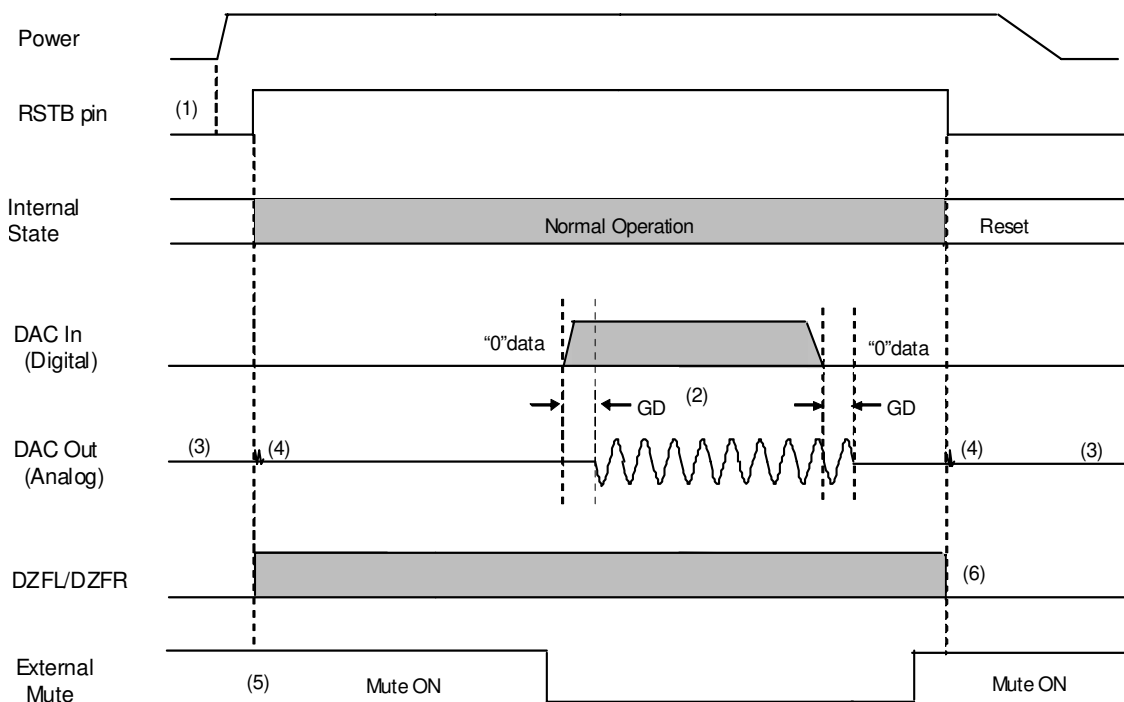 Power
RSTB pin
(1)
Internal
State
Normal Operation
Reset
DAC In
(Digital)
“0”data
“0”data
GD
(2)
GD
DAC Out
(Analog)
(3)
(4)
(4)
(3)
DZFL/DZFR
(6)
External
Mute
(5)
Mute ON
Mute ON